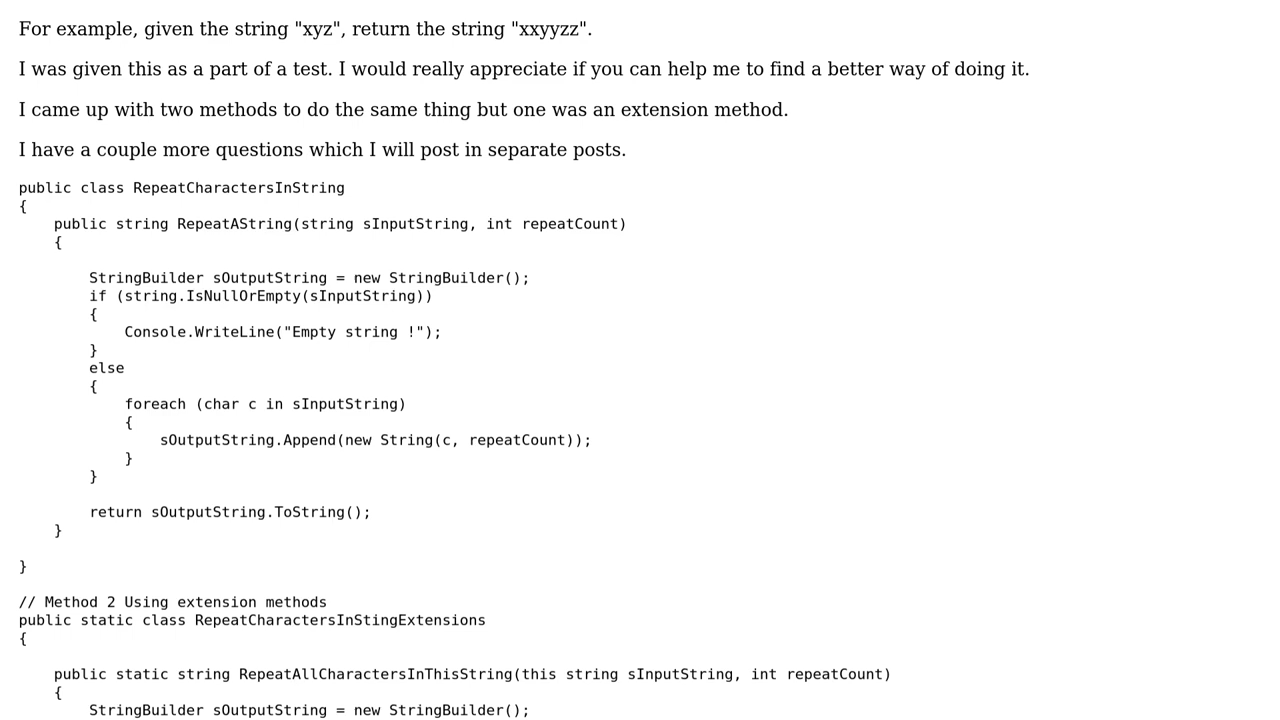 For example, given the string "xyz", return the string "xxyyzz".
I was given this as a part of a test. I would really appreciate if you can help me to find a better way of doing it.
I came up with two methods to do the same thing but one was an extension method.
I have a couple more questions which I will post in separate posts.
public class RepeatCharactersInString
{
    public string RepeatAString(string sInputString, int repeatCount)
    {
        StringBuilder sOutputString = new StringBuilder();
        if (string.IsNullOrEmpty(sInputString))
        {
            Console.WriteLine("Empty string !");
        }
        else
        {
            foreach (char c in sInputString)
            {
                sOutputString.Append(new String(c, repeatCount));
            }
        }
        return sOutputString.ToString();
    }
}
// Method 2 Using extension methods
public static class RepeatCharactersInStingExtensions
{
    public static string RepeatAllCharactersInThisString(this string sInputString, int repeatCount)
    {
        StringBuilder sOutputString = new StringBuilder();